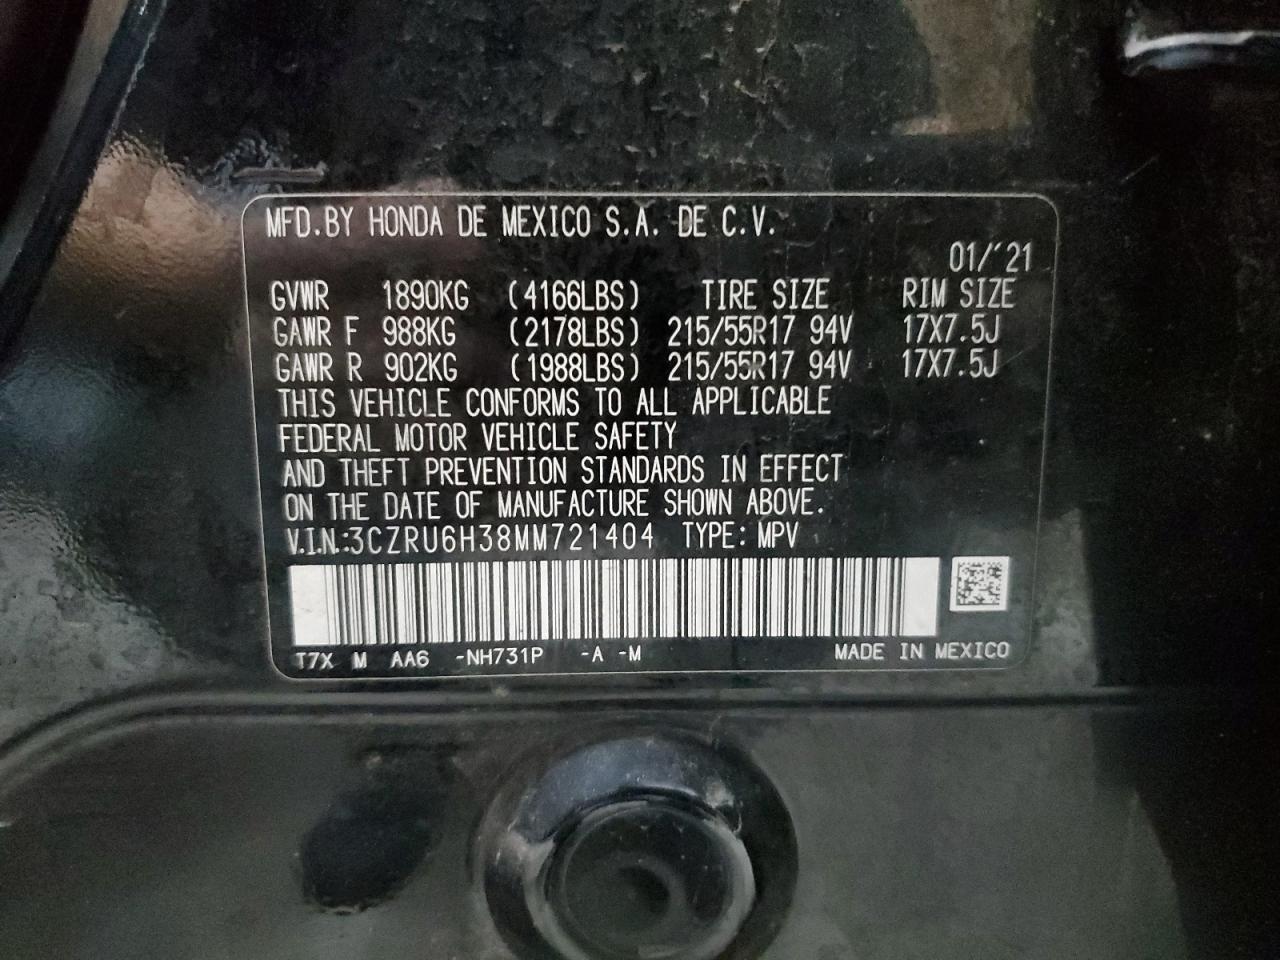 MFD.BY HONDA DE MEXICO S.A. DE C.V.
01/'21
GVWR 1890KG (4166LBS) TIRE SIZE RIM SIZE
GAWR F 988KG (2178LBS) 215/55R17 94V 17X7.5J
GAWR R 902KG (1988LBS) 215/55R17 94V 17X7.5J
THIS VEHICLE CONFORMS TO ALL APPLICABLE
FEDERAL MOTOR VEHICLE SAFETY
AND THEFT PREVENTION STANDARDS IN EFFECT
ON THE DATE OF MANUFACTURE SHOWN ABOVE.
V.I.N.:3CZRU6H38MM721404 TYPE: MPV
T7X M AA6 -NH731P -A -M MADE IN MEXICO